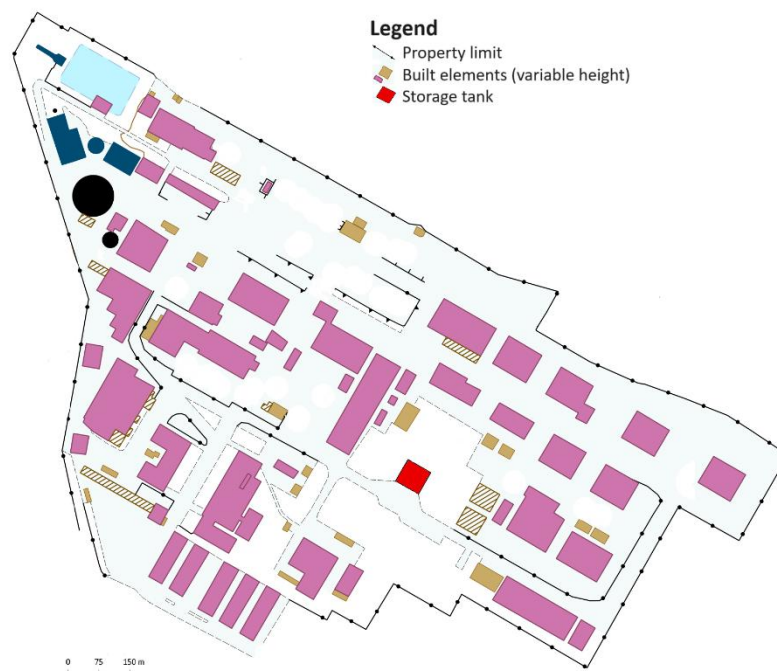 Legend
Property limit
Built elements (variable height)
Storage tank
0 75 150 m